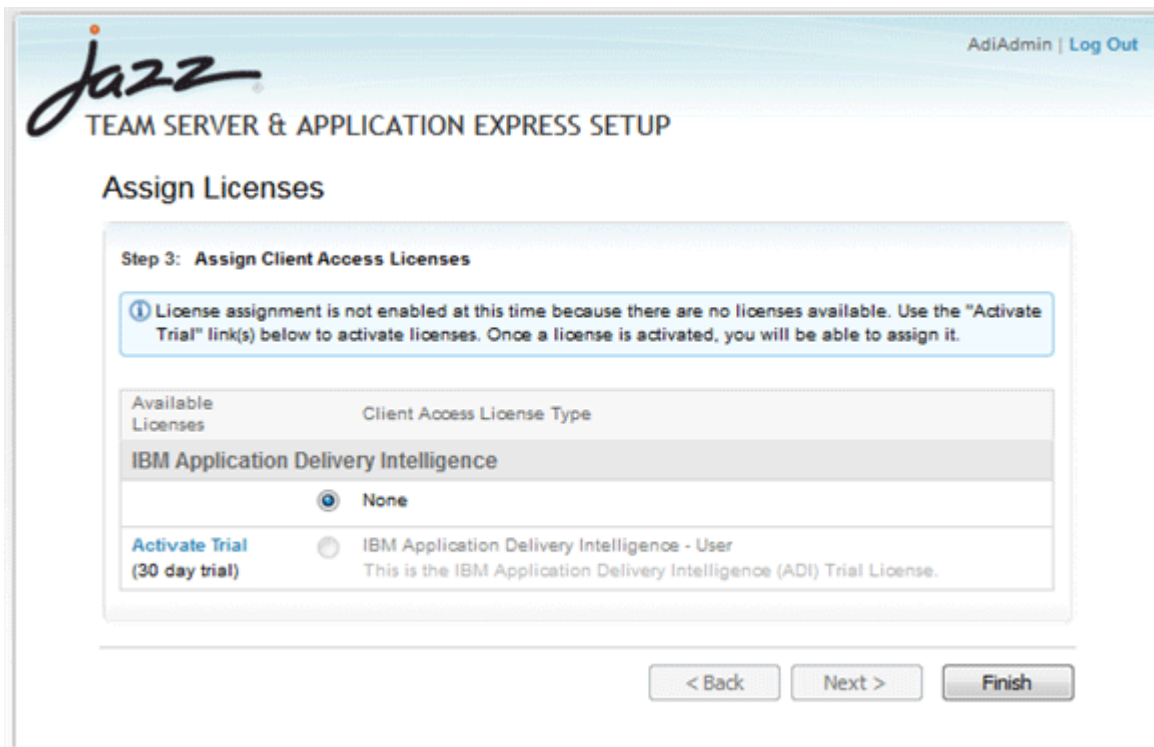 jazz
AdiAdmin | Log Out
TEAM SERVER & APPLICATION EXPRESS SETUP
Assign Licenses
Step 3: Assign Client Access Licenses
License assignment is not enabled at this time because there are no licenses available. Use the "Activate
Trial" link(s) below to activate licenses. Once a license is activated, you will be able to assign it.
Available
Licenses
Client Access License Type
IBM Application Delivery Intelligence
None
Activate Trial
(30 day trial)
IBM Application Delivery Intelligence - User
This is the IBM Application Delivery Intelligence (ADI) Trial License.
< Back
Next >
Finish